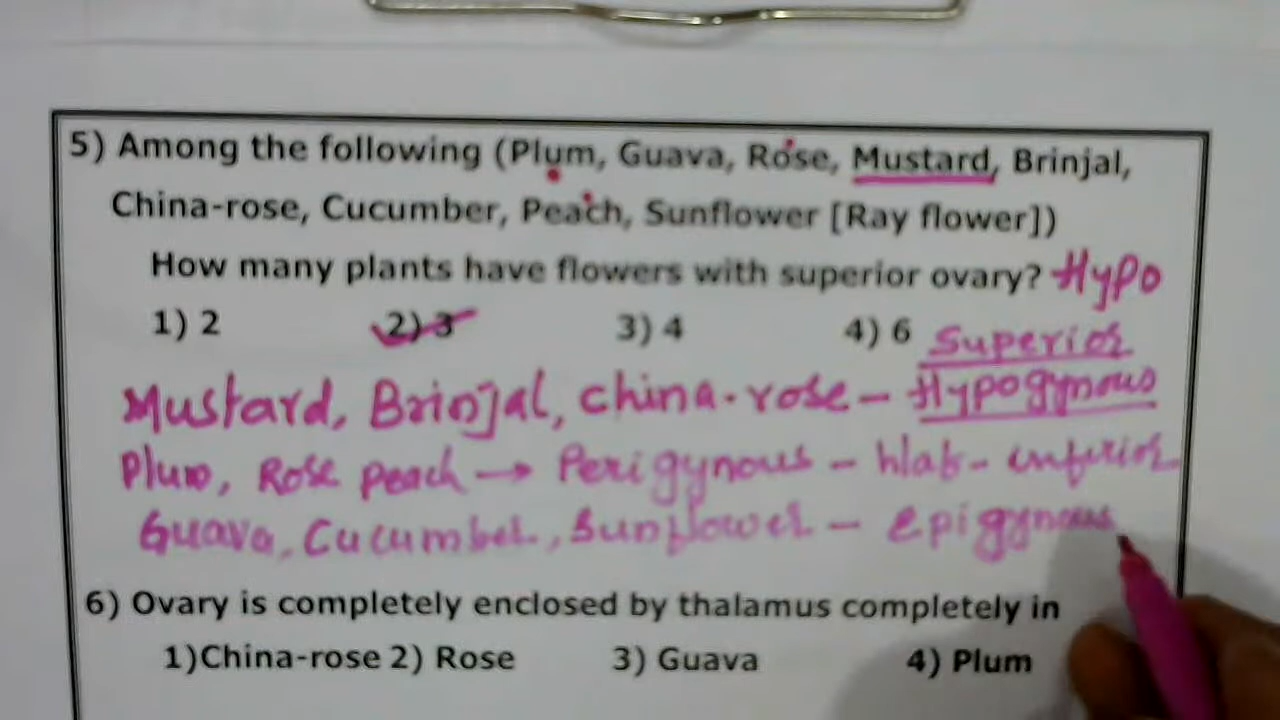 5) Among the following (Plum, Guava, Rose, Mustard, Brinjal,
China-rose, Cucumber, Peach, Sunflower [Ray flower])
How many plants have flowers with superior ovary? Hypo
1) 2 2) 3 3) 4 4) 6 Superior
Mustard, Brinjal, China-rose – Hypogynous
Plum, Rose peach → Perigynous – hlab- inferior
Guava, Cucumber, Sunflower – epigynous
6) Ovary is completely enclosed by thalamus completely in
1)China-rose 2) Rose 3) Guava 4) Plum